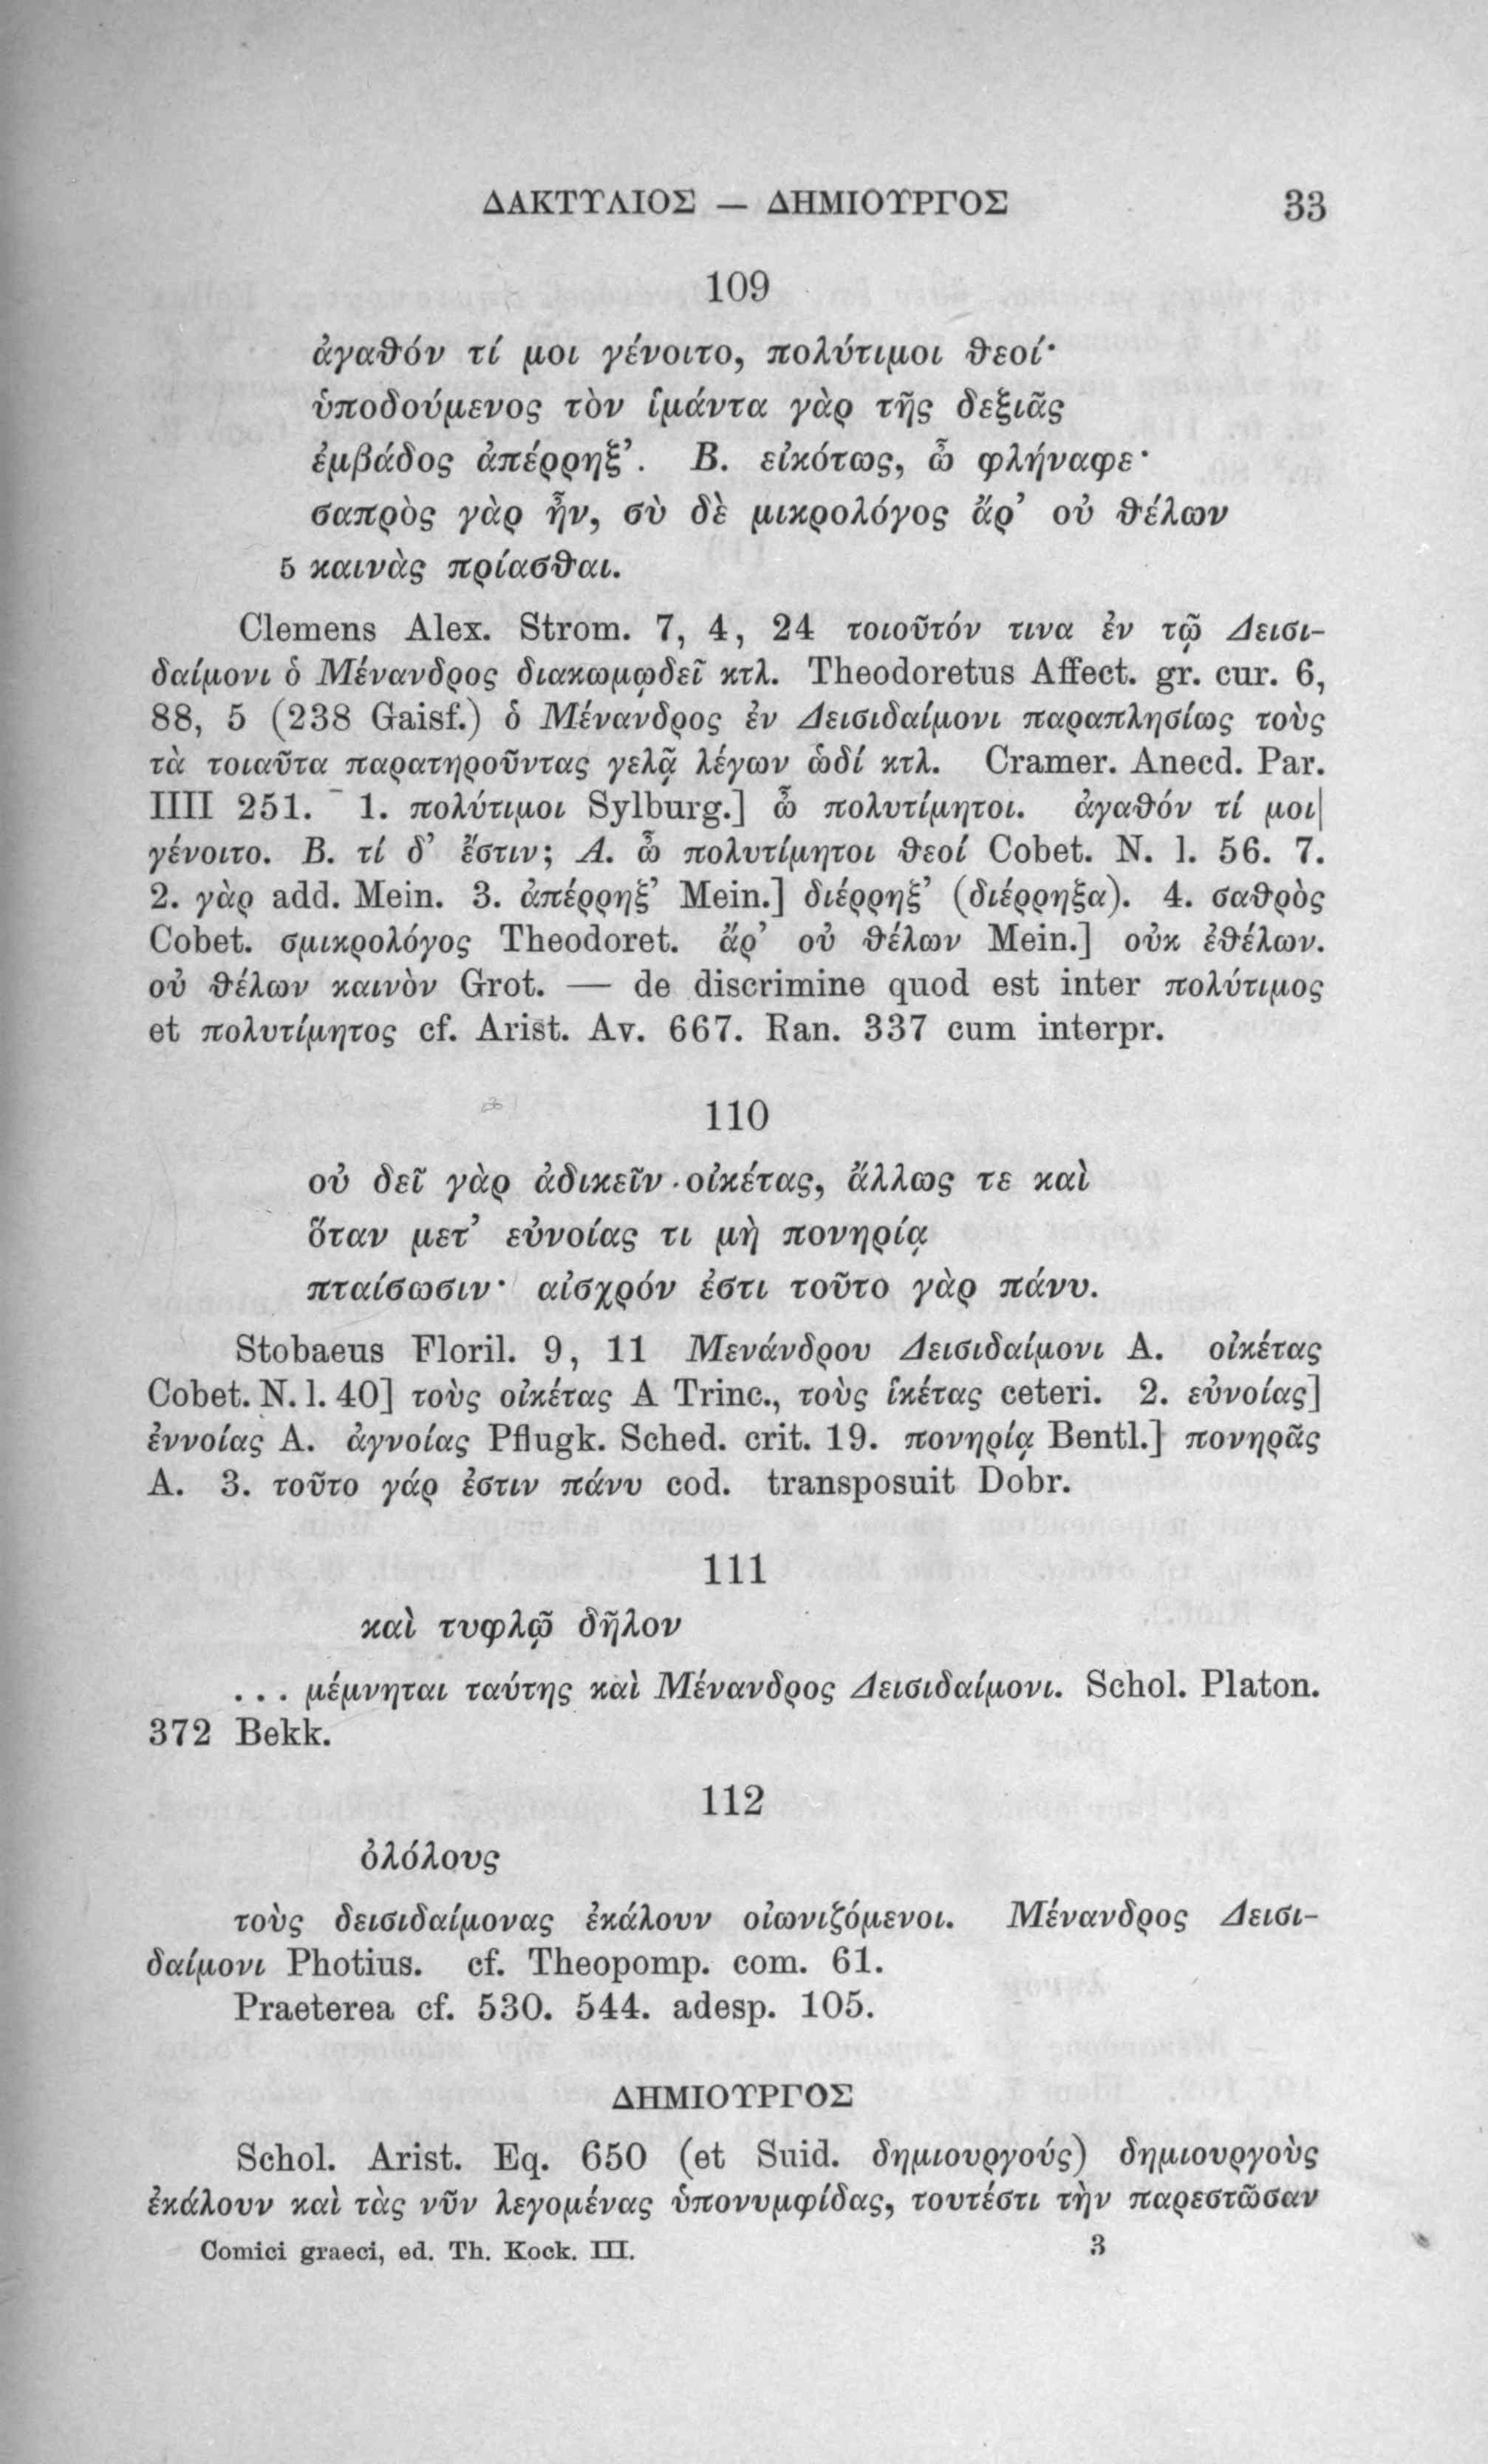 ΔΑΚΤΥΛΙΟΣ — ΔΗΜΙΟΥΡΓΟΣ 33
109
ἀγαθόν τί μοι γένοιτο, πολύτιμοι θεοί·
ὑποδούμενος τὸν ἱμάντα γὰρ τῆς δεξιᾶς
ἐμβάδος ἀπέρρηξ’. Β. εἰκότως, ὦ φλήναφε·
σαπρὸς γὰρ ἦν, σὺ δὲ μικρολόγος ἄρ’ οὐ θέλων
5 καινὰς πρίασθαι.
Clemens Alex. Strom. 7, 4, 24 τοιοῦτόν τινα ἐν τῷ Δεισι-
δαίμονι ὁ Μένανδρος διακωμῳδεῖ κτλ. Theodoretus Affect. gr. cur. 6,
88, 5 (238 Gaisf.) ὁ Μένανδρος ἐν Δεισιδαίμονι παραπλησίως τοὺς
τὰ τοιαῦτα παρατηροῦντας γελᾷ λέγων ὡδί κτλ. Cramer. Anecd. Par.
IIII 251. 1. πολύτιμοι Sylburg.] ὦ πολυτίμητοι. ἀγαθόν τί μοι|
γένοιτο. Β. τί δ’ ἔστιν; Α. ὦ πολυτίμητοι θεοί Cobet. N. l. 56. 7.
2. γὰρ add. Mein. 3. ἀπέρρηξ’ Mein.] διέρρηξ’ (διέρρηξα). 4. σαθρὸς
Cobet. σμικρολόγος Theodoret. ἄρ’ οὐ θέλων Mein.] οὐκ ἐθέλων.
οὐ θέλων καινὸν Grot. — de discrimine quod est inter πολύτιμος
et πολυτίμητος cf. Arist. Av. 667. Ran. 337 cum interpr.
110
οὐ δεῖ γὰρ ἀδικεῖν οἰκέτας, ἄλλως τε καὶ
ὅταν μετ’ εὐνοίας τι μὴ πονηρίᾳ
πταίσωσιν· αἰσχρόν ἐστι τοῦτο γὰρ πάνυ.
Stobaeus Floril. 9, 11 Μενάνδρου Δεισιδαίμονι A. οἰκέτας
Cobet. N. l. 40] τοὺς οἰκέτας A Trinc., τοὺς ἱκέτας ceteri. 2. εὐνοίας]
ἐννοίας A. ἀγνοίας Pflugk. Sched. crit. 19. πονηρίᾳ Bentl.] πονηρᾶς
A. 3. τοῦτο γάρ ἐστιν πάνυ cod. transposuit Dobr.
111
καὶ τυφλῷ δῆλον
... μέμνηται ταύτης καὶ Μένανδρος Δεισιδαίμονι. Schol. Platon.
372 Bekk.
112
ὀλόλους
τοὺς δεισιδαίμονας ἐκάλουν οἰωνιζόμενοι. Μένανδρος Δεισι-
δαίμονι Photius. cf. Theopomp. com. 61.
Praeterea cf. 530. 544. adesp. 105.
ΔΗΜΙΟΥΡΓΟΣ
Schol. Arist. Eq. 650 (et Suid. δημιουργούς) δημιουργοὺς
ἐκάλουν καὶ τὰς νῦν λεγομένας ὑπονυμφίδας, τουτέστι τὴν παρεστῶσαν
Comici graeci, ed. Th. Kock. III. 3